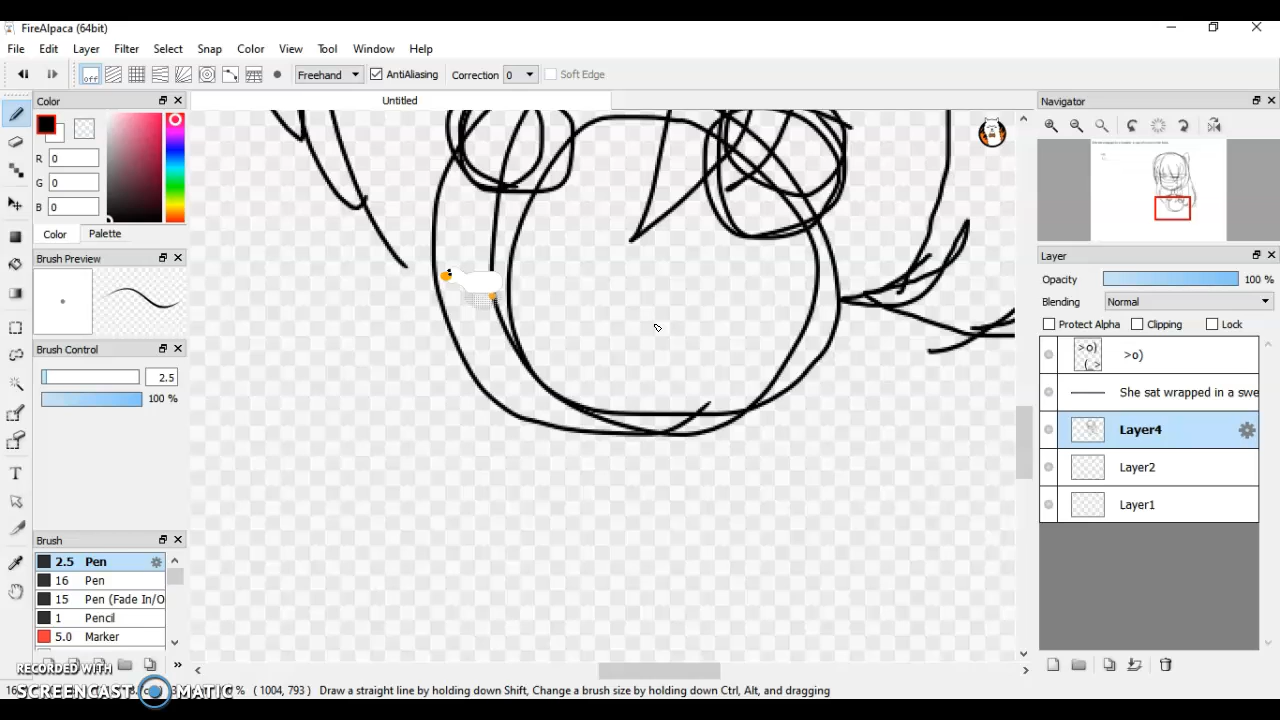 FireAlpaca (64bit)
File Edit Layer Filter Select Snap Color View Tool Window Help
off Freehand AntiAliasing Correction 0 Soft Edge
Color
Untitled
Navigator
R 0
G 0
B 0
Color Palette
Brush Preview
Layer
Opacity 100 %
Blending Normal
Protect Alpha Clipping Lock
Brush Control
2.5
100 %
>o)
(_>
>o)
She sat wrapped in a swe
Layer4
Layer2
Layer1
Brush
2.5 Pen
16 Pen
15 Pen (Fade In/O
1 Pencil
5.0 Marker
RECORDED WITH
SCREENCAST-O-MATIC
% ( 1004, 793 ) Draw a straight line by holding down Shift, Change a brush size by holding down Ctrl, Alt, and dragging